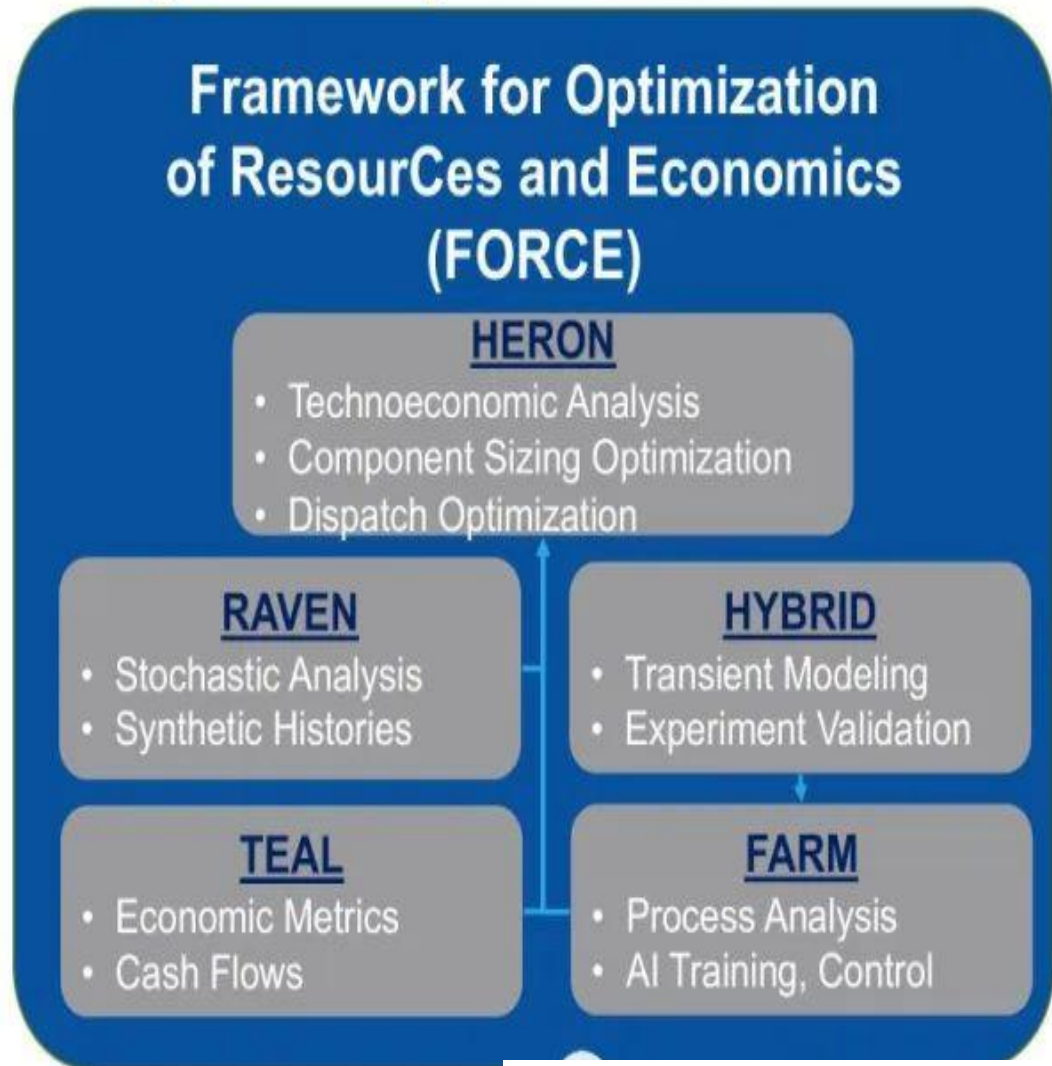 Framework for Optimization
of ResourCes and Economics
(FORCE)
HERON
• Technoeconomic Analysis
• Component Sizing Optimization
• Dispatch Optimization
RAVEN
• Stochastic Analysis
• Synthetic Histories
HYBRID
• Transient Modeling
• Experiment Validation
TEAL
• Economic Metrics
• Cash Flows
FARM
• Process Analysis
• AI Training, Control